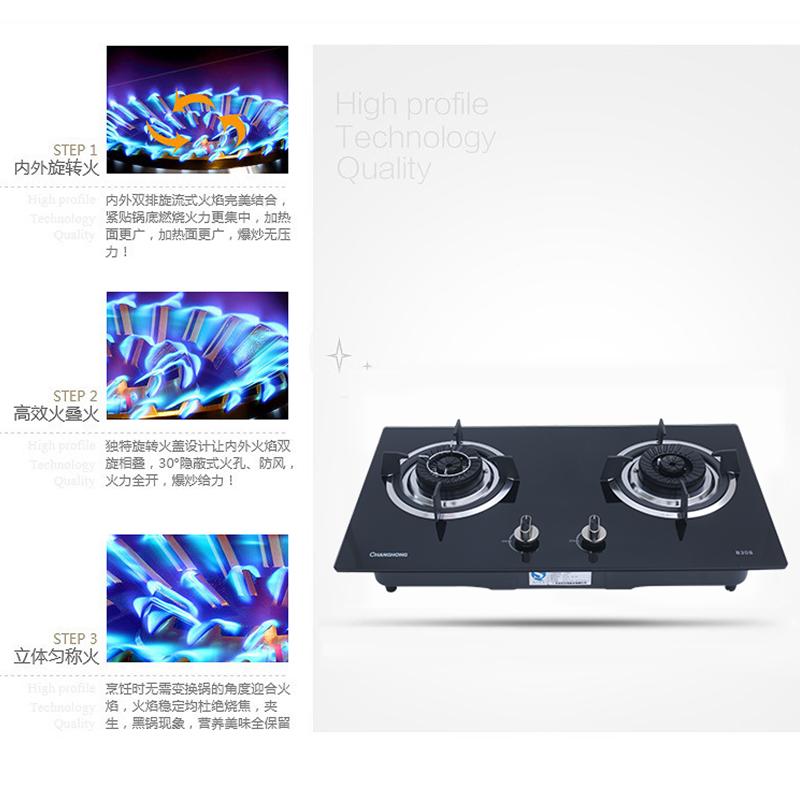 STEP 1
内外旋转火
High profile
Technology
Quality
内外双排旋流式火焰完美结合，
紧贴锅底燃烧火力更集中，加热
面更广，加热面更广，爆炒无压
力！
STEP 2
高效火叠火
High profile
Technology
Quality
独特旋转火盖设计让内外火焰双
旋相叠，30°隐蔽式火孔、防风，
火力全开，爆炒给力！
STEP 3
立体匀称火
High profile
Technology
Quality
烹饪时无需变换锅的角度迎合火
焰，火焰稳定均杜绝烧焦，夹
生，黑锅现象，营养美味全保留
High profile
Technology
Quality
CHANGHONG
B308